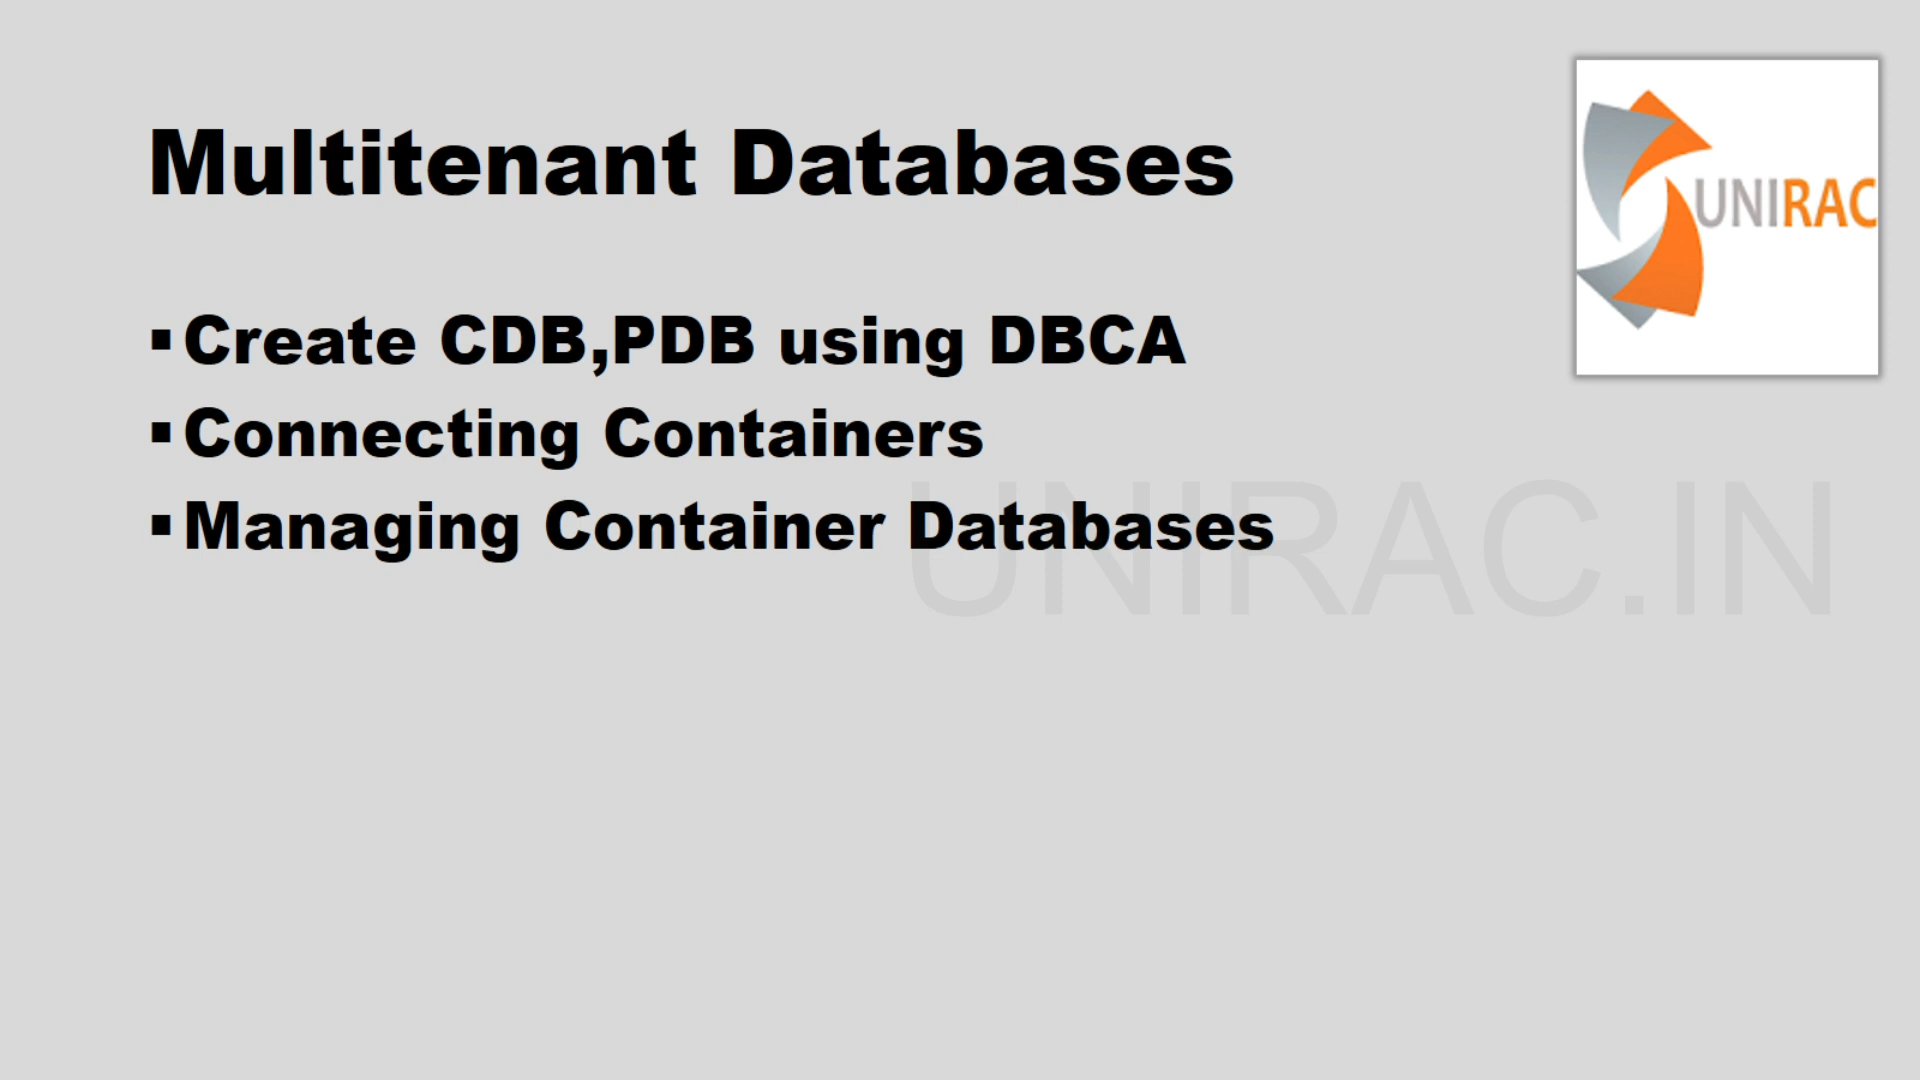 Multitenant Databases
UNIRAC
▪Create CDB,PDB using DBCA
▪Connecting Containers
▪Managing Container Databases
UNIRAC.IN